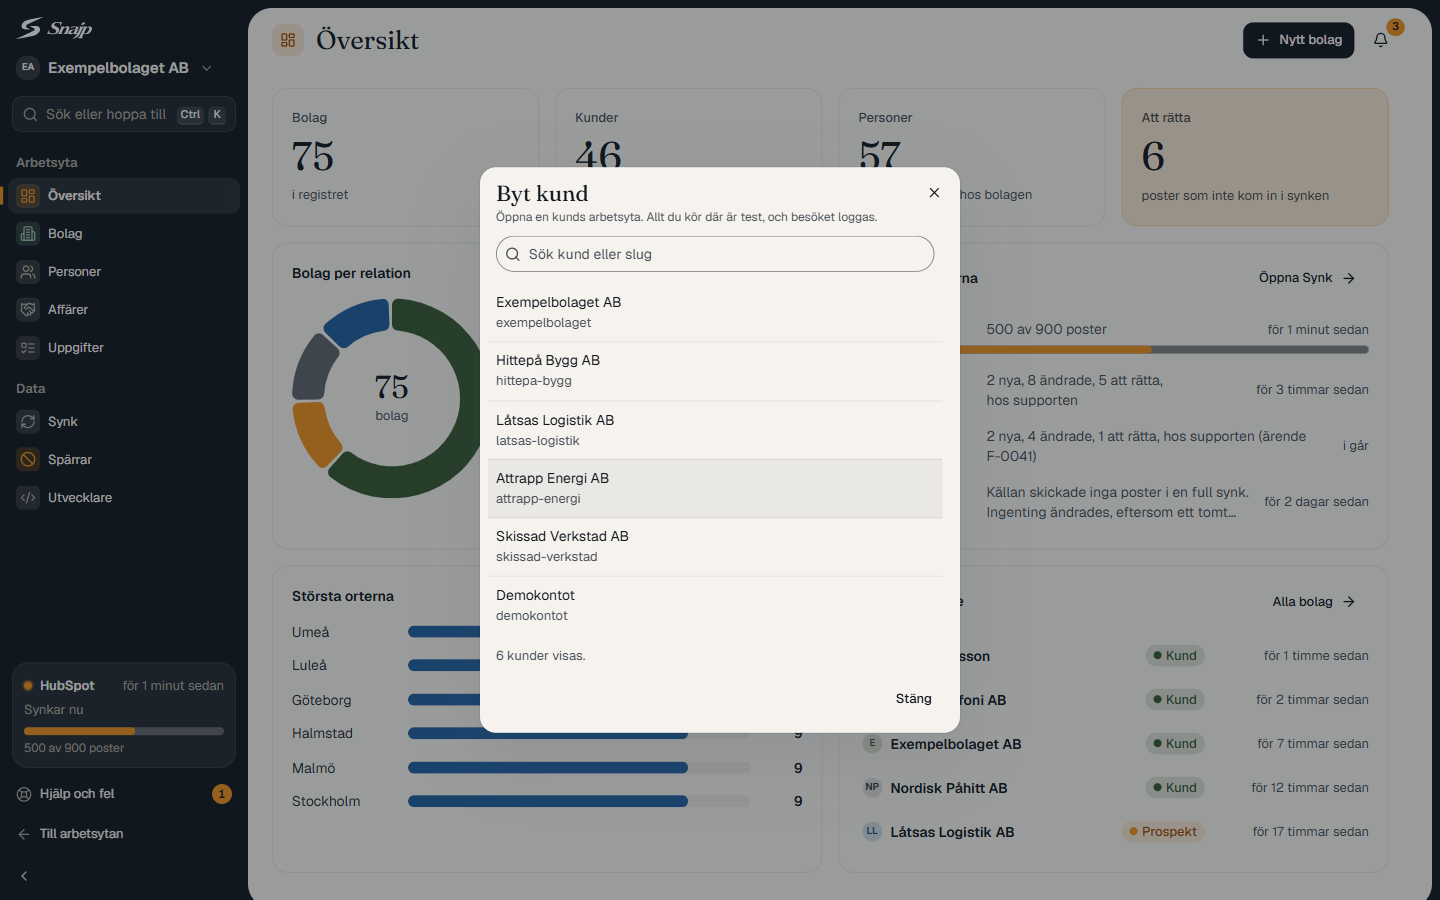 Snajp
EA Exempelbolaget AB
Sök eller hoppa till Ctrl K
Arbetsyta
Översikt
Bolag
Personer
Affärer
Uppgifter
Data
Synk
Spärrar
Utvecklare
HubSpot för 1 minut sedan
Synkar nu
500 av 900 poster
Hjälp och fel 1
Till arbetsytan
Översikt
Nytt bolag
3
Bolag
75
i registret
Kunder
46
Personer
57
hos bolagen
Att rätta
6
poster som inte kom in i synken
Bolag per relation
75
bolag
Öppna Synk
500 av 900 poster för 1 minut sedan
2 nya, 8 ändrade, 5 att rätta,
hos supporten
för 3 timmar sedan
2 nya, 4 ändrade, 1 att rätta, hos supporten (ärende
F-0041)
i går
Källan skickade inga poster i en full synk.
Ingenting ändrades, eftersom ett tomt...
för 2 dagar sedan
Byt kund
Öppna en kunds arbetsyta. Allt du kör där är test, och besöket loggas.
Sök kund eller slug
Exempelbolaget AB
exempelbolaget
Hittepå Bygg AB
hittepa-bygg
Låtsas Logistik AB
latsas-logistik
Attrapp Energi AB
attrapp-energi
Skissad Verkstad AB
skissad-verkstad
Demokontot
demokontot
6 kunder visas.
Stäng
Största orterna
Umeå
Luleå
Göteborg
Halmstad 9
Malmö 9
Stockholm 9
Alla bolag
Kund för 1 timme sedan
AB Kund för 2 timmar sedan
E Exempelbolaget AB Kund för 7 timmar sedan
NP Nordisk Påhitt AB Kund för 12 timmar sedan
LL Låtsas Logistik AB Prospekt för 17 timmar sedan